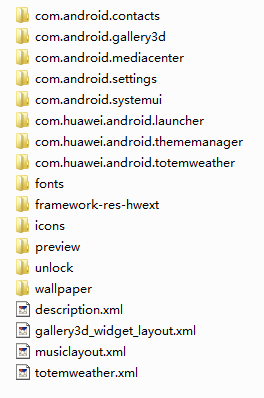 com.android.contacts
com.android.gallery3d
com.android.mediacenter
com.android.settings
com.android.systemui
com.huawei.android.launcher
com.huawei.android.thememanager
com.huawei.android.totemweather
fonts
framework-res-hwext
icons
preview
unlock
wallpaper
description.xml
gallery3d_widget_layout.xml
musiclayout.xml
totemweather.xml